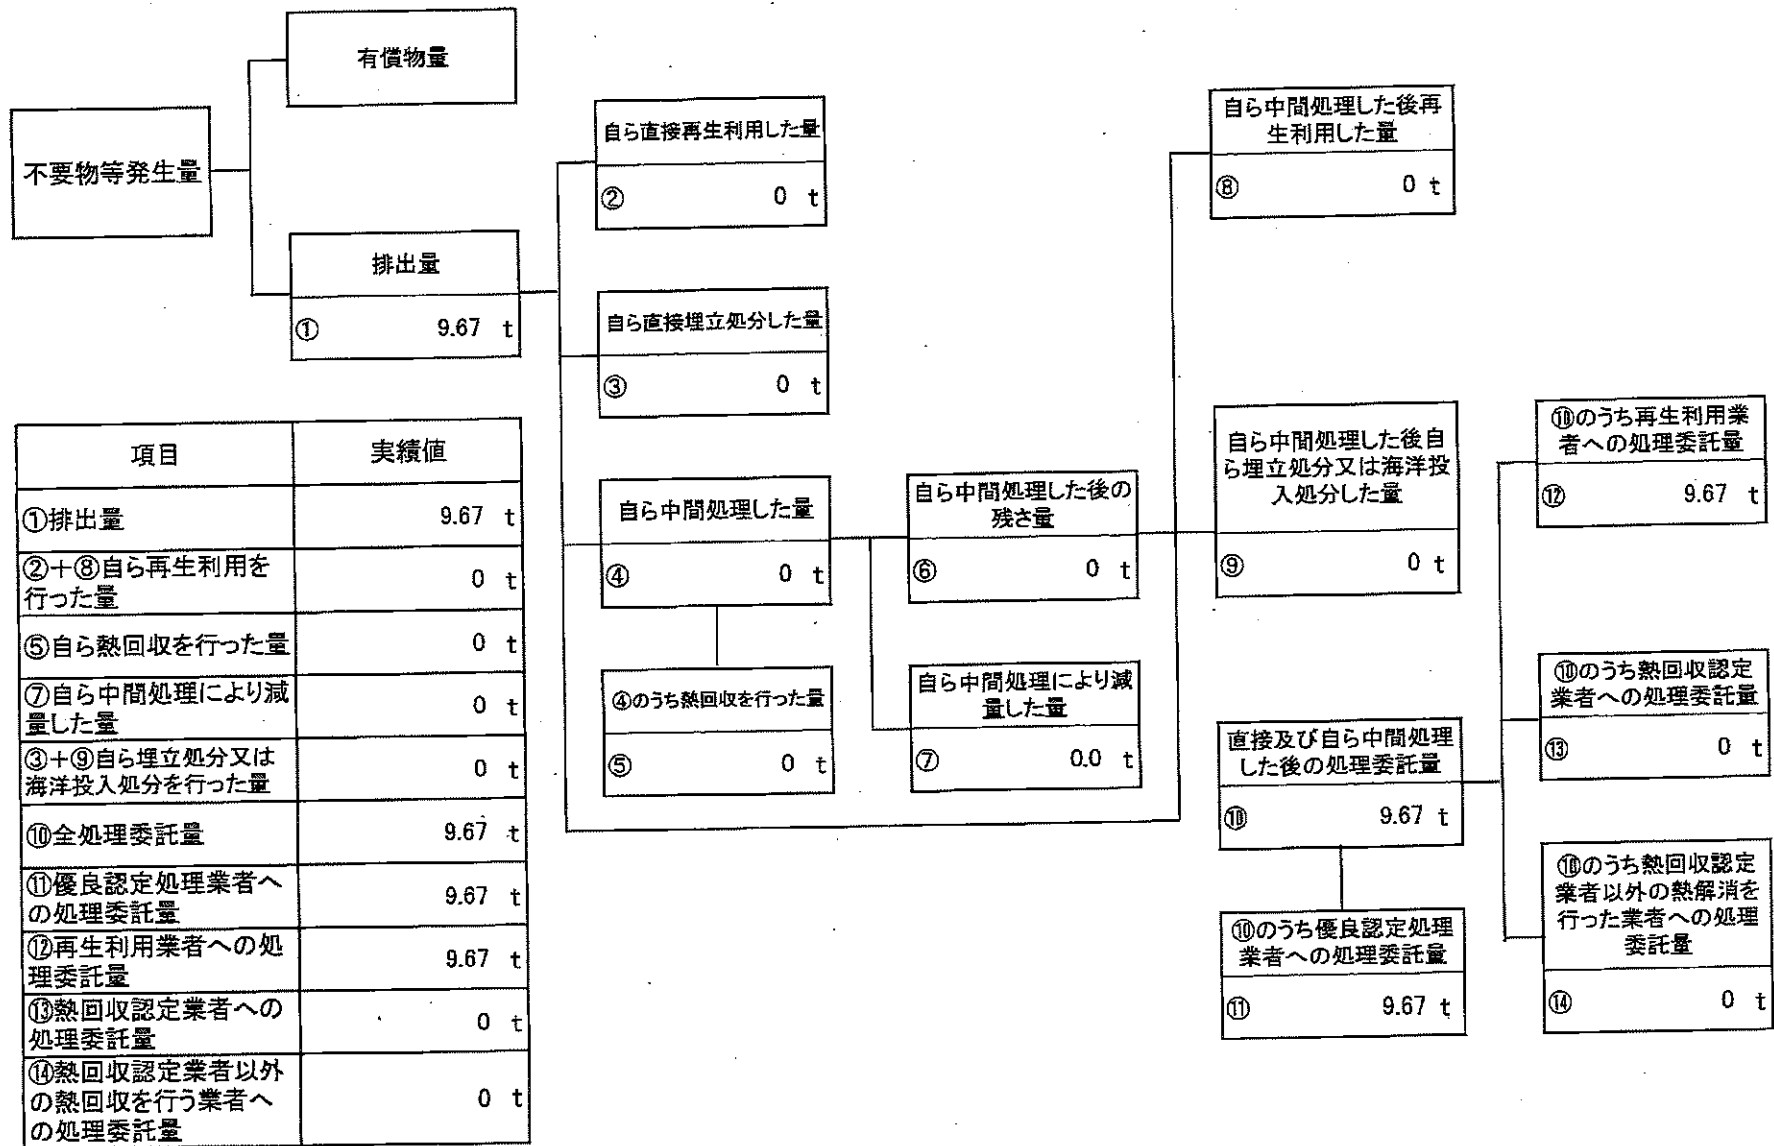 有償物量
不要物等発生量
排出量
① 9.67 t
自ら直接再生利用した量
② 0 t
自ら直接埋立処分した量
③ 0 t
自ら中間処理した量
④ 0 t
④のうち熱回収を行った量
⑤ 0 t
自ら中間処理した後の
残さ量
⑥ 0 t
自ら中間処理により減
量した量
⑦ 0.0 t
自ら中間処理した後再
生利用した量
⑧ 0 t
自ら中間処理した後自
ら埋立処分又は海洋投
入処分した量
⑨ 0 t
直接及び自ら中間処理
した後の処理委託量
⑩ 9.67 t
⑩のうち優良認定処理
業者への処理委託量
⑪ 9.67 t
⑩のうち再生利用業
者への処理委託量
⑫ 9.67 t
⑩のうち熱回収認定
業者への処理委託量
⑬ 0 t
⑩のうち熱回収認定
業者以外の熱解消を
行った業者への処理
委託量
⑭ 0 t
項目 実績値
①排出量 9.67 t
②+⑧自ら再生利用を
行った量 0 t
⑤自ら熱回収を行った量 0 t
⑦自ら中間処理により減
量した量 0 t
③+⑨自ら埋立処分又は
海洋投入処分を行った量 0 t
⑩全処理委託量 9.67 t
⑪優良認定処理業者へ
の処理委託量 9.67 t
⑫再生利用業者への処
理委託量 9.67 t
⑬熱回収認定業者への
処理委託量 0 t
⑭熱回収認定業者以外
の熱回収を行う業者へ
の処理委託量 0 t